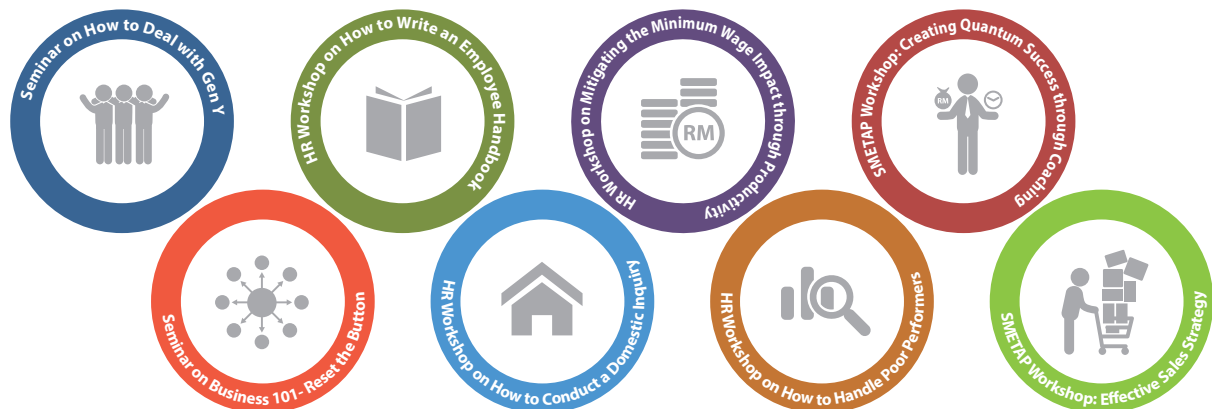 Seminar on How to Deal with Gen Y
HR Workshop on How to Write an Employee Handbook
HR Workshop on Mitigating the Minimum Wage Impact through Productivity
RM
SMETAP Workshop: Creating Quantum Success through Coaching
RM
Seminar on Business 101- Reset the Button
HR Workshop on How to Conduct a Domestic Inquiry
HR Workshop on How to Handle Poor Performers
SMETAP Workshop: Effective Sales Strategy